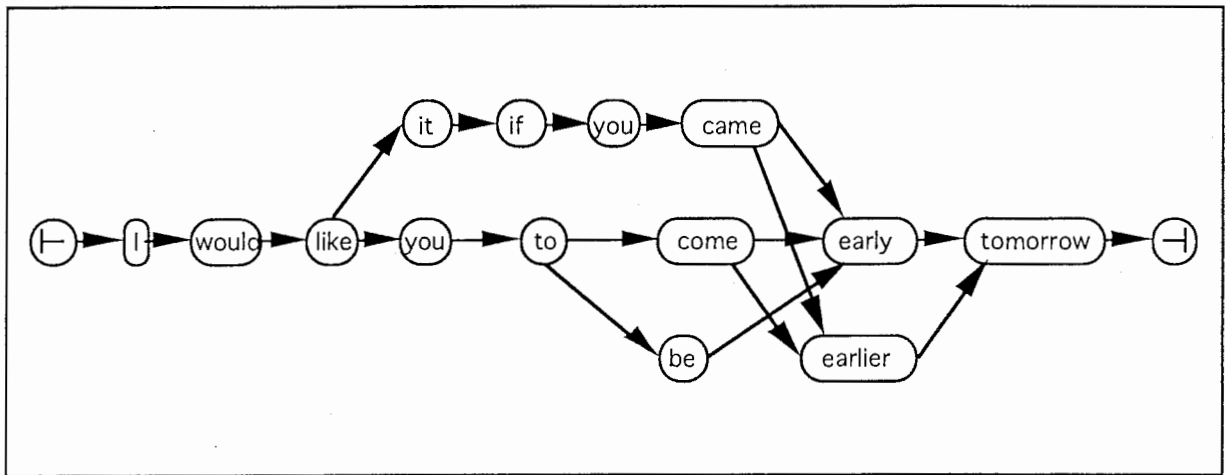 it if you came
⊢ I would like you to come early tomorrow ⊣
be earlier